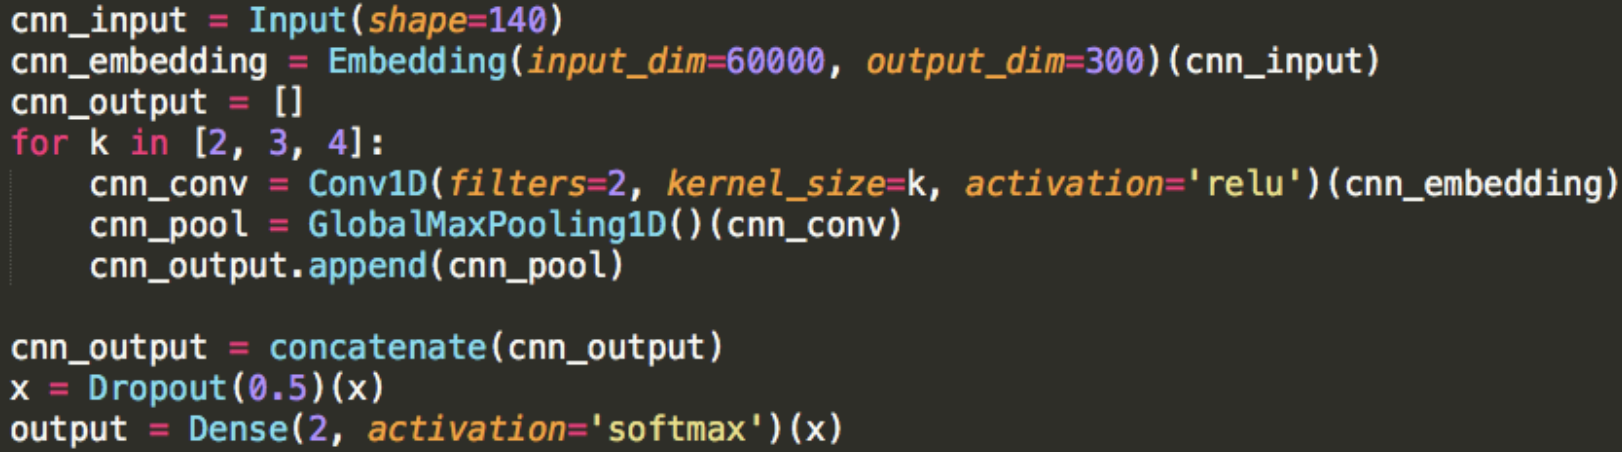 cnn_input = Input(shape=140)
cnn_embedding = Embedding(input_dim=60000, output_dim=300)(cnn_input)
cnn_output = []
for k in [2, 3, 4]:
    cnn_conv = Conv1D(filters=2, kernel_size=k, activation='relu')(cnn_embedding)
    cnn_pool = GlobalMaxPooling1D()(cnn_conv)
    cnn_output.append(cnn_pool)

cnn_output = concatenate(cnn_output)
x = Dropout(0.5)(x)
output = Dense(2, activation='softmax')(x)